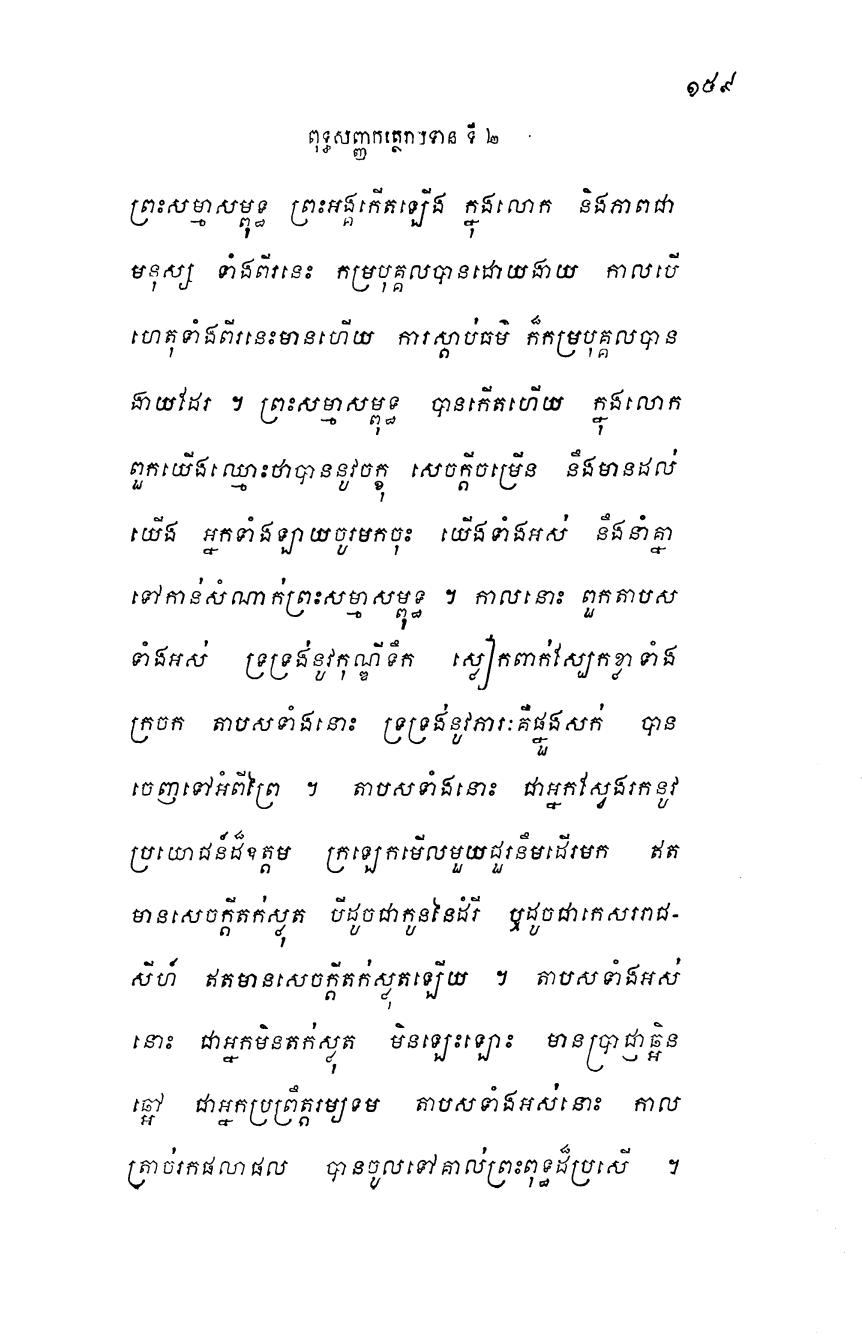 ១៥៩
ពុទ្ធសញ្ញកត្ថេរាបទាន ទី ២
ព្រះសម្មាសម្ពុទ្ធ ព្រះអង្គកើតឡើង ក្នុងលោក និងភាពជា
មនុស្ស ទាំងពីរនេះ កម្របុគ្គលបានដោយងាយ កាលបើ
ហេតុទាំងពីរនេះមានហើយ ការស្តាប់ធម៌ ក៏កម្របុគ្គលបាន
ងាយដែរ ។ ព្រះសម្មាសម្ពុទ្ធ បានកើតហើយ ក្នុងលោក
ពួកយើងឈ្មោះថាបាននូវចក្ខុ សេចក្តីចម្រើន នឹងមានដល់
យើង អ្នកទាំងឡាយចូរមកចុះ យើងទាំងអស់ នឹងនាំគ្នា
ទៅកាន់សំណាក់ព្រះសម្មាសម្ពុទ្ធ ។ កាលនោះ ពួកតាបស
ទាំងអស់ ទ្រទ្រង់នូវកុណ្ឌីទឹក ស្លៀកពាក់ស្បែកខ្លាទាំង
ក្រចក តាបសទាំងនោះ ទ្រទ្រង់នូវភារៈគឺផ្នួងសក់ បាន
ចេញទៅអំពីព្រៃ ។ តាបសទាំងនោះ ជាអ្នកស្វែងរកនូវ
ប្រយោជន៍ដ៏ឧត្តម ក្រឡេកមើលមួយជួរនឹមដើរមក ឥត
មានសេចក្តីតក់ស្លុត បីដូចជាកូននៃដំរី ឬដូចជាកេសររាជ-
សីហ៍ ឥតមានសេចក្តីតក់ស្លុតឡើយ ។ តាបសទាំងអស់
នោះ ជាអ្នកមិនតក់ស្លុត មិនឡេះឡោះ មានប្រាជ្ញាឆ្អិន
ឆ្អៅ ជាអ្នកប្រព្រឹត្តរម្យទម តាបសទាំងអស់នោះ កាល
ត្រាច់រកផលាផល បានចូលទៅគាល់ព្រះពុទ្ធដ៏ប្រសើ ។